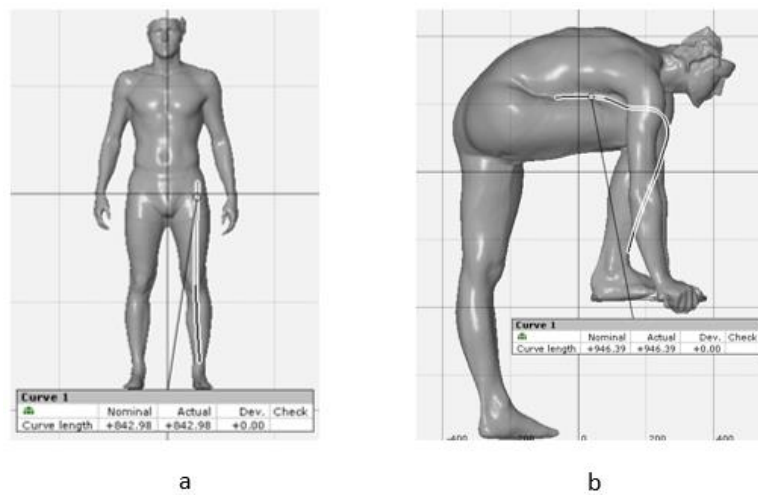 Curve 1
Nominal Actual Dev. Check
Curve length +842.98 +842.98 +0.00
Curve 1
Nominal Actual Dev. Check
Curve length +946.39 +946.39 +0.00
-400 0 200 400
a
b